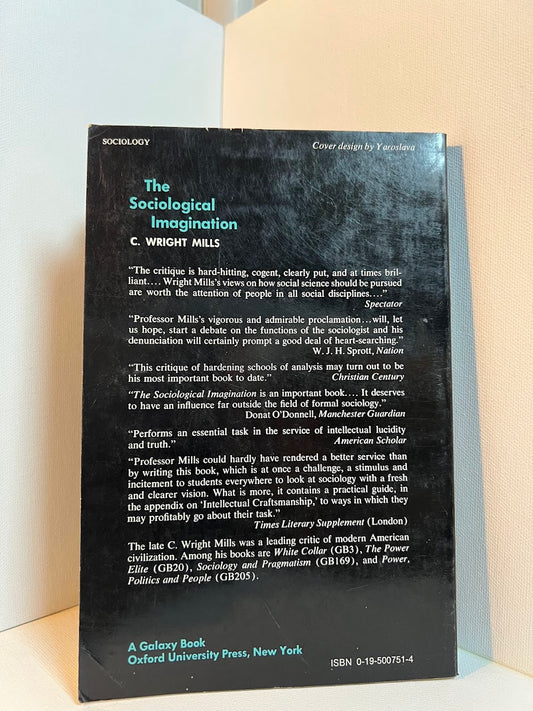 SOCIOLOGY
Cover design by Yaroslava
The
Sociological
Imagination
C. WRIGHT MILLS
“The critique is hard-hitting, cogent, clearly put, and at times bril-
liant.... Wright Mills's views on how social science should be pursued
are worth the attention of people in all social disciplines....”
Spectator
“Professor Mills's vigorous and admirable proclamation...will, let
us hope, start a debate on the functions of the sociologist and his
denunciation will certainly prompt a good deal of heart-searching.”
W. J. H. Sprott, Nation
“This critique of hardening schools of analysis may turn out to be
his most important book to date.” Christian Century
“The Sociological Imagination is an important book.... It deserves
to have an influence far outside the field of formal sociology.”
Donat O'Donnell, Manchester Guardian
“Performs an essential task in the service of intellectual lucidity
and truth.” American Scholar
“Professor Mills could hardly have rendered a better service than
by writing this book, which is at once a challenge, a stimulus and
incitement to students everywhere to look at sociology with a fresh
and clearer vision. What is more, it contains a practical guide, in
the appendix on ‘Intellectual Craftsmanship,’ to ways in which they
may profitably go about their task.”
Times Literary Supplement (London)
The late C. Wright Mills was a leading critic of modern American
civilization. Among his books are White Collar (GB3), The Power
Elite (GB20), Sociology and Pragmatism (GB169), and Power,
Politics and People (GB205).
A Galaxy Book
Oxford University Press, New York
ISBN 0-19-500751-4